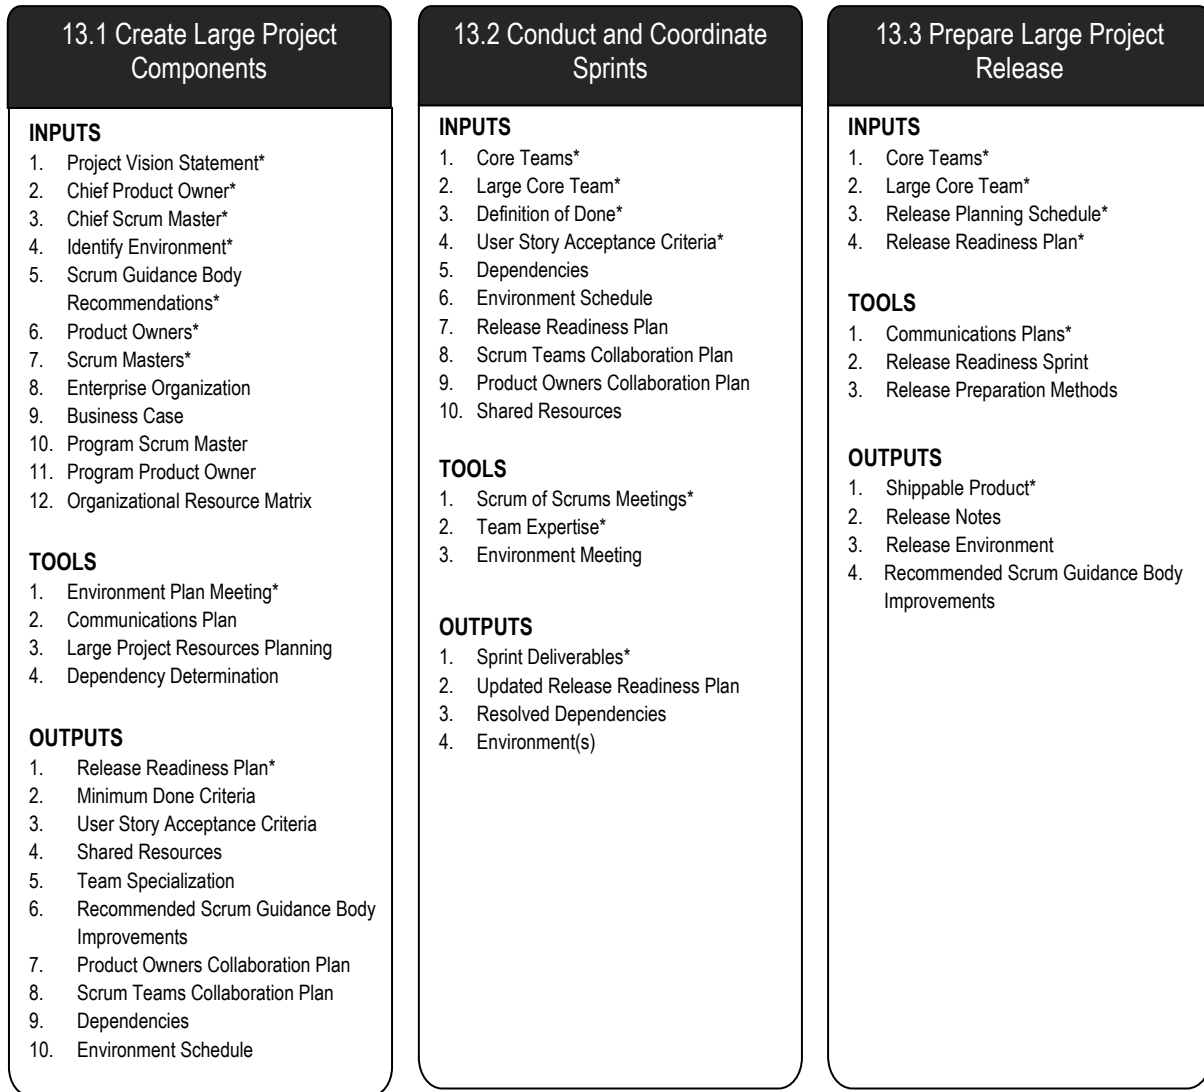 13.1 Create Large Project
Components
INPUTS
1. Project Vision Statement*
2. Chief Product Owner*
3. Chief Scrum Master*
4. Identify Environment*
5. Scrum Guidance Body
Recommendations*
6. Product Owners*
7. Scrum Masters*
8. Enterprise Organization
9. Business Case
10. Program Scrum Master
11. Program Product Owner
12. Organizational Resource Matrix
TOOLS
1. Environment Plan Meeting*
2. Communications Plan
3. Large Project Resources Planning
4. Dependency Determination
OUTPUTS
1. Release Readiness Plan*
2. Minimum Done Criteria
3. User Story Acceptance Criteria
4. Shared Resources
5. Team Specialization
6. Recommended Scrum Guidance Body
Improvements
7. Product Owners Collaboration Plan
8. Scrum Teams Collaboration Plan
9. Dependencies
10. Environment Schedule
13.2 Conduct and Coordinate
Sprints
INPUTS
1. Core Teams*
2. Large Core Team*
3. Definition of Done*
4. User Story Acceptance Criteria*
5. Dependencies
6. Environment Schedule
7. Release Readiness Plan
8. Scrum Teams Collaboration Plan
9. Product Owners Collaboration Plan
10. Shared Resources
TOOLS
1. Scrum of Scrums Meetings*
2. Team Expertise*
3. Environment Meeting
OUTPUTS
1. Sprint Deliverables*
2. Updated Release Readiness Plan
3. Resolved Dependencies
4. Environment(s)
13.3 Prepare Large Project
Release
INPUTS
1. Core Teams*
2. Large Core Team*
3. Release Planning Schedule*
4. Release Readiness Plan*
TOOLS
1. Communications Plans*
2. Release Readiness Sprint
3. Release Preparation Methods
OUTPUTS
1. Shippable Product*
2. Release Notes
3. Release Environment
4. Recommended Scrum Guidance Body
Improvements